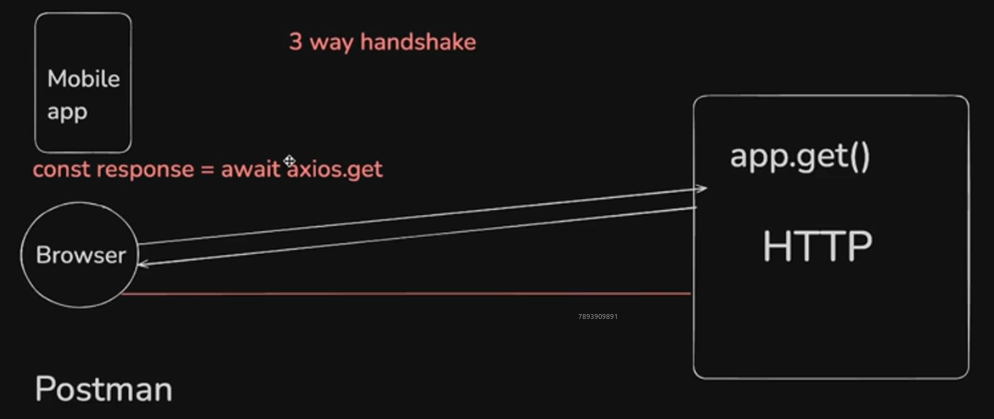 3 way handshake
Mobile
app
const response = await axios.get
app.get()
HTTP
Browser
7893909891
Postman